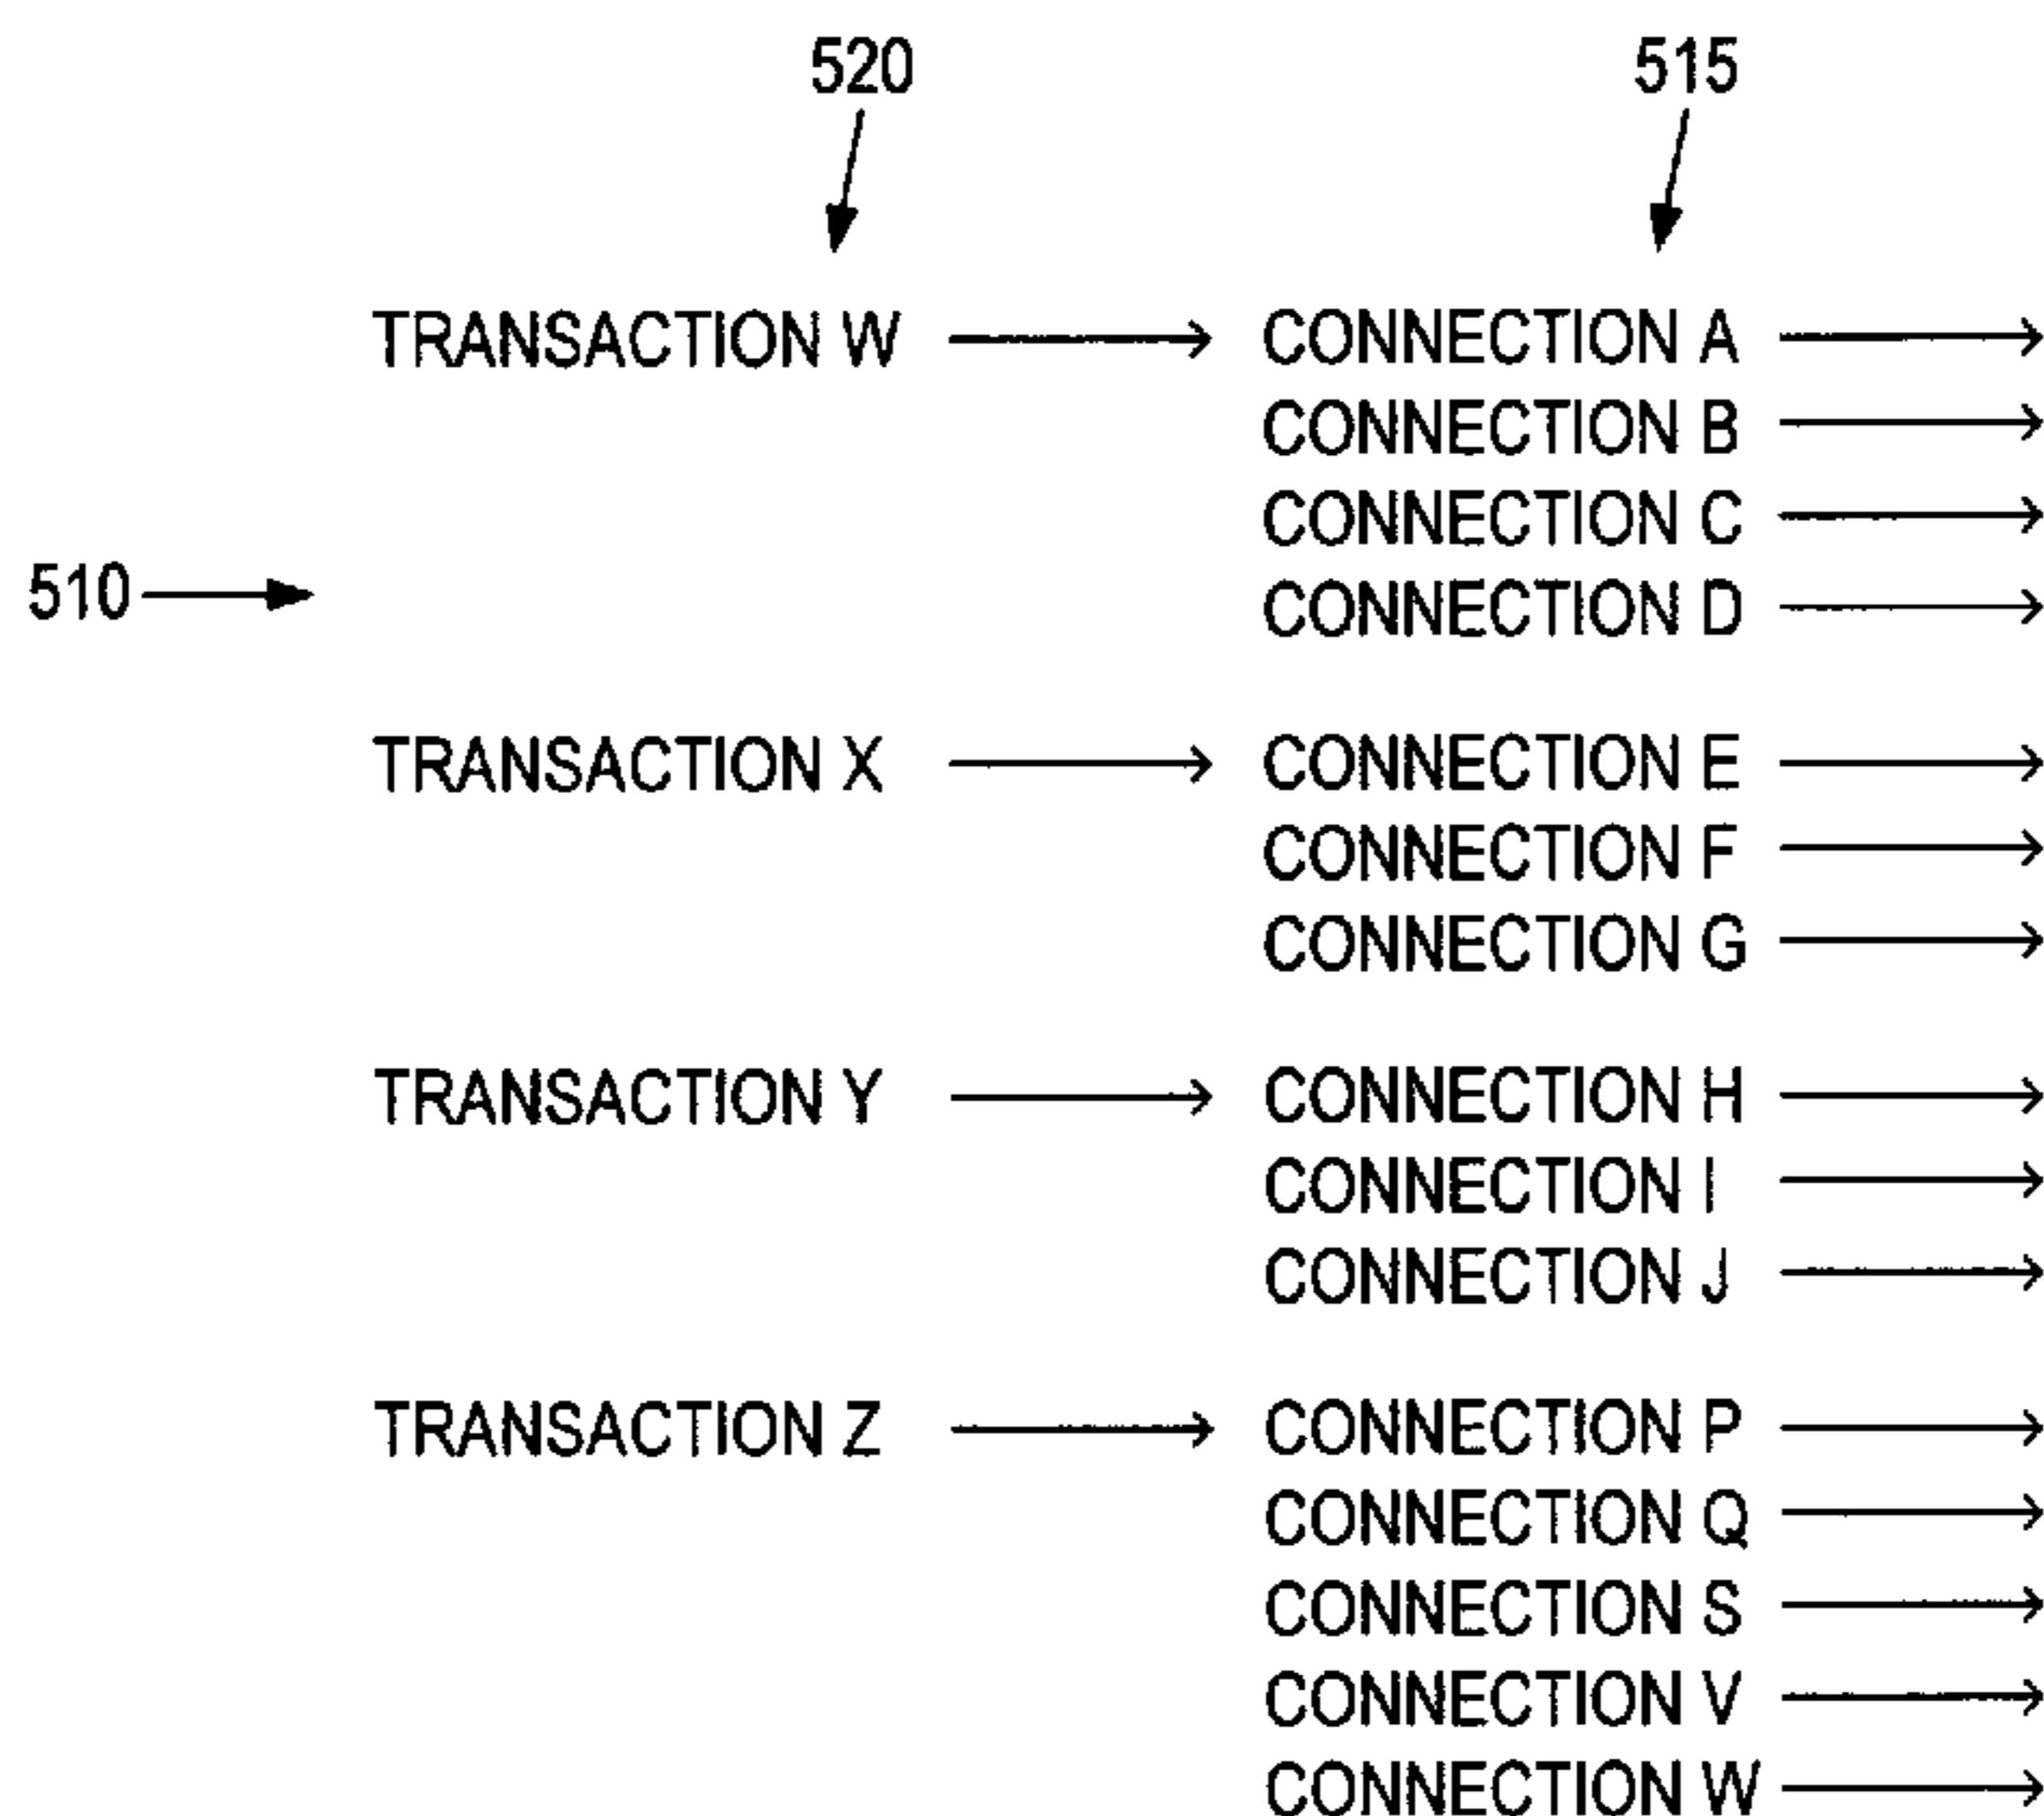 520 515
TRANSACTION W CONNECTION A
CONNECTION B
CONNECTION C
510 CONNECTION D
TRANSACTION X CONNECTION E
CONNECTION F
CONNECTION G
TRANSACTION Y CONNECTION H
CONNECTION I
CONNECTION J
TRANSACTION Z CONNECTION P
CONNECTION Q
CONNECTION S
CONNECTION V
CONNECTION W